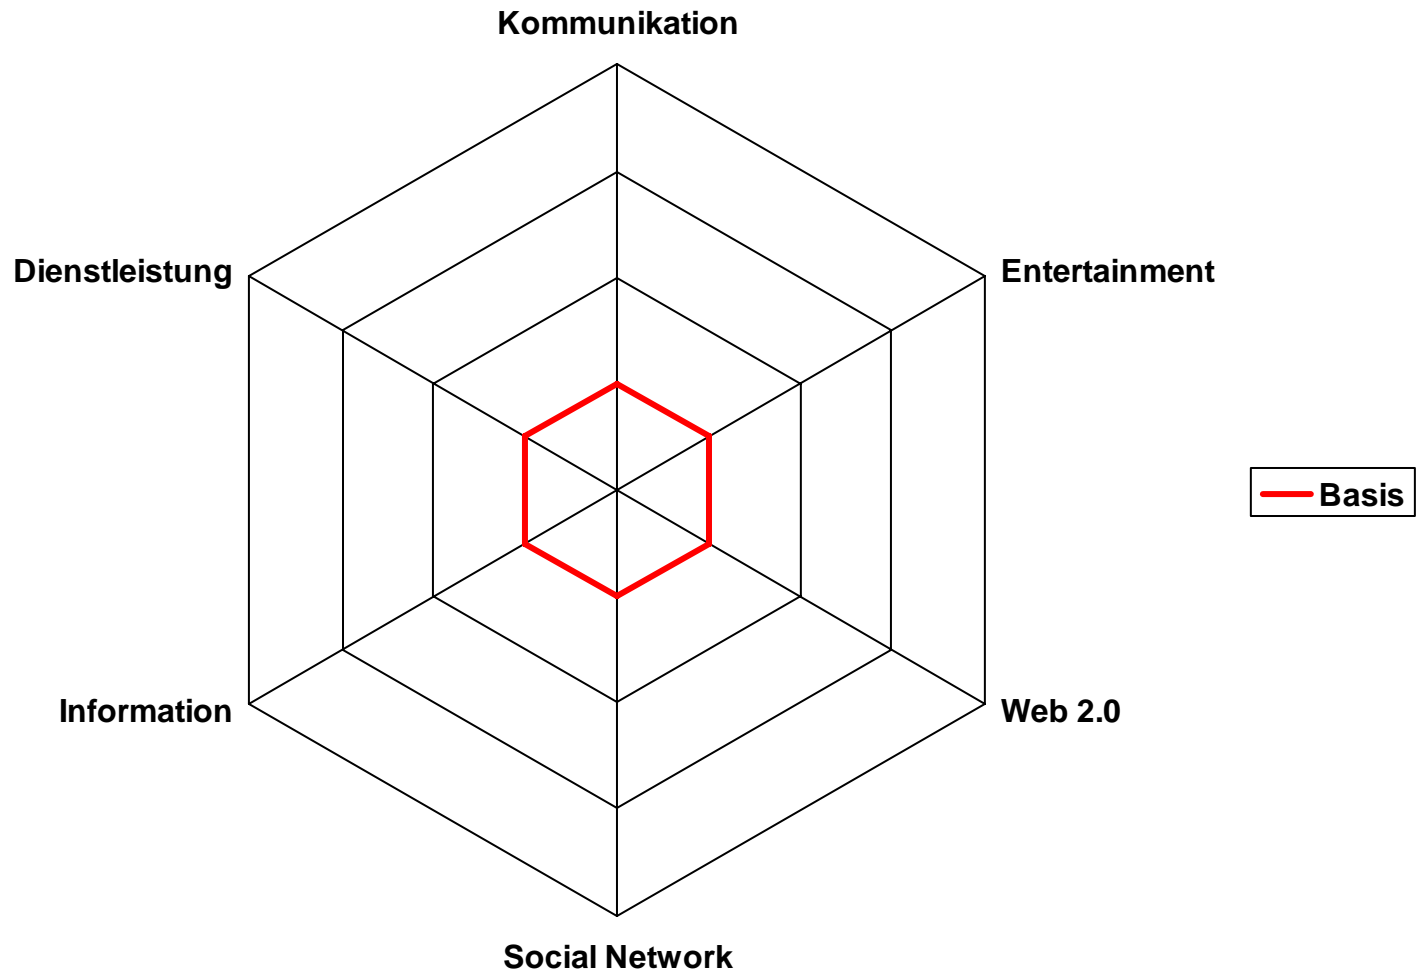 Kommunikation
Dienstleistung
Entertainment
Basis
Information
Web 2.0
Social Network